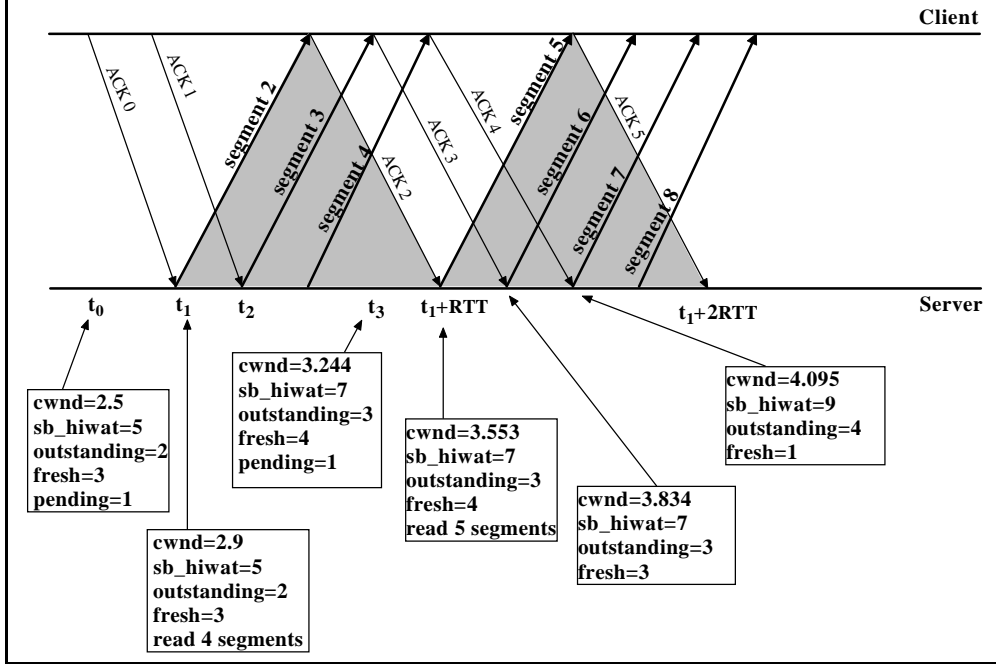 Client
ACK 0
ACK 1
segment 2
segment 3
segment 4
ACK 2
ACK 3
ACK 4
segment 5
segment 6
segment 7
segment 8
ACK 5
t0
t1
t2
t3
t1+RTT
t1+2RTT
Server
cwnd=2.5
sb_hiwat=5
outstanding=2
fresh=3
pending=1
cwnd=2.9
sb_hiwat=5
outstanding=2
fresh=3
read 4 segments
cwnd=3.244
sb_hiwat=7
outstanding=3
fresh=4
pending=1
cwnd=3.553
sb_hiwat=7
outstanding=3
fresh=4
read 5 segments
cwnd=3.834
sb_hiwat=7
outstanding=3
fresh=3
cwnd=4.095
sb_hiwat=9
outstanding=4
fresh=1